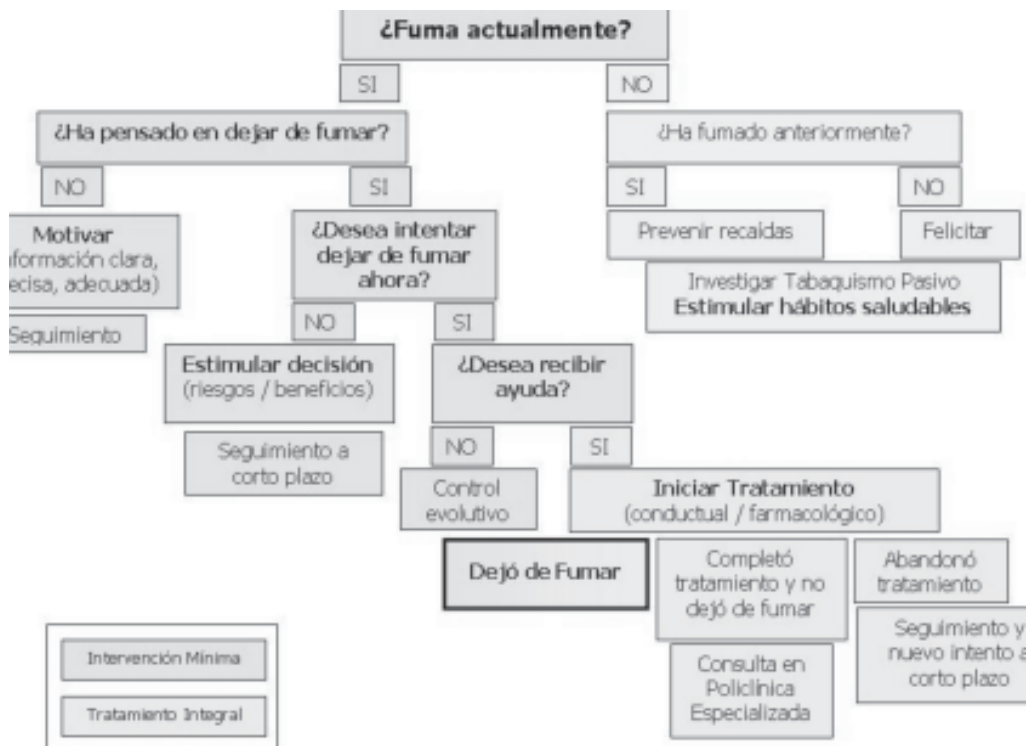 ¿Fuma actualmente?
SI
NO
¿Ha pensado en dejar de fumar?
¿Ha fumado anteriormente?
NO
SI
SI
NO
Motivar
nformación clara,
ecisa, adecuada)
¿Desea intentar
dejar de fumar
ahora?
Prevenir recaídas
Felicitar
Investigar Tabaquismo Pasivo
Estimular hábitos saludables
Seguimiento
NO
SI
Estimular decisión
(riesgos / beneficios)
¿Desea recibir
ayuda?
Seguimiento a
corto plazo
NO
SI
Control
evolutivo
Iniciar Tratamiento
(conductual / farmacológico)
Dejó de Fumar
Completó
tratamiento y no
dejó de fumar
Abandonó
tratamiento
Consulta en
Policlínica
Especializada
Seguimiento y
nuevo intento a
corto plazo
Intervención Mínima
Tratamiento Integral